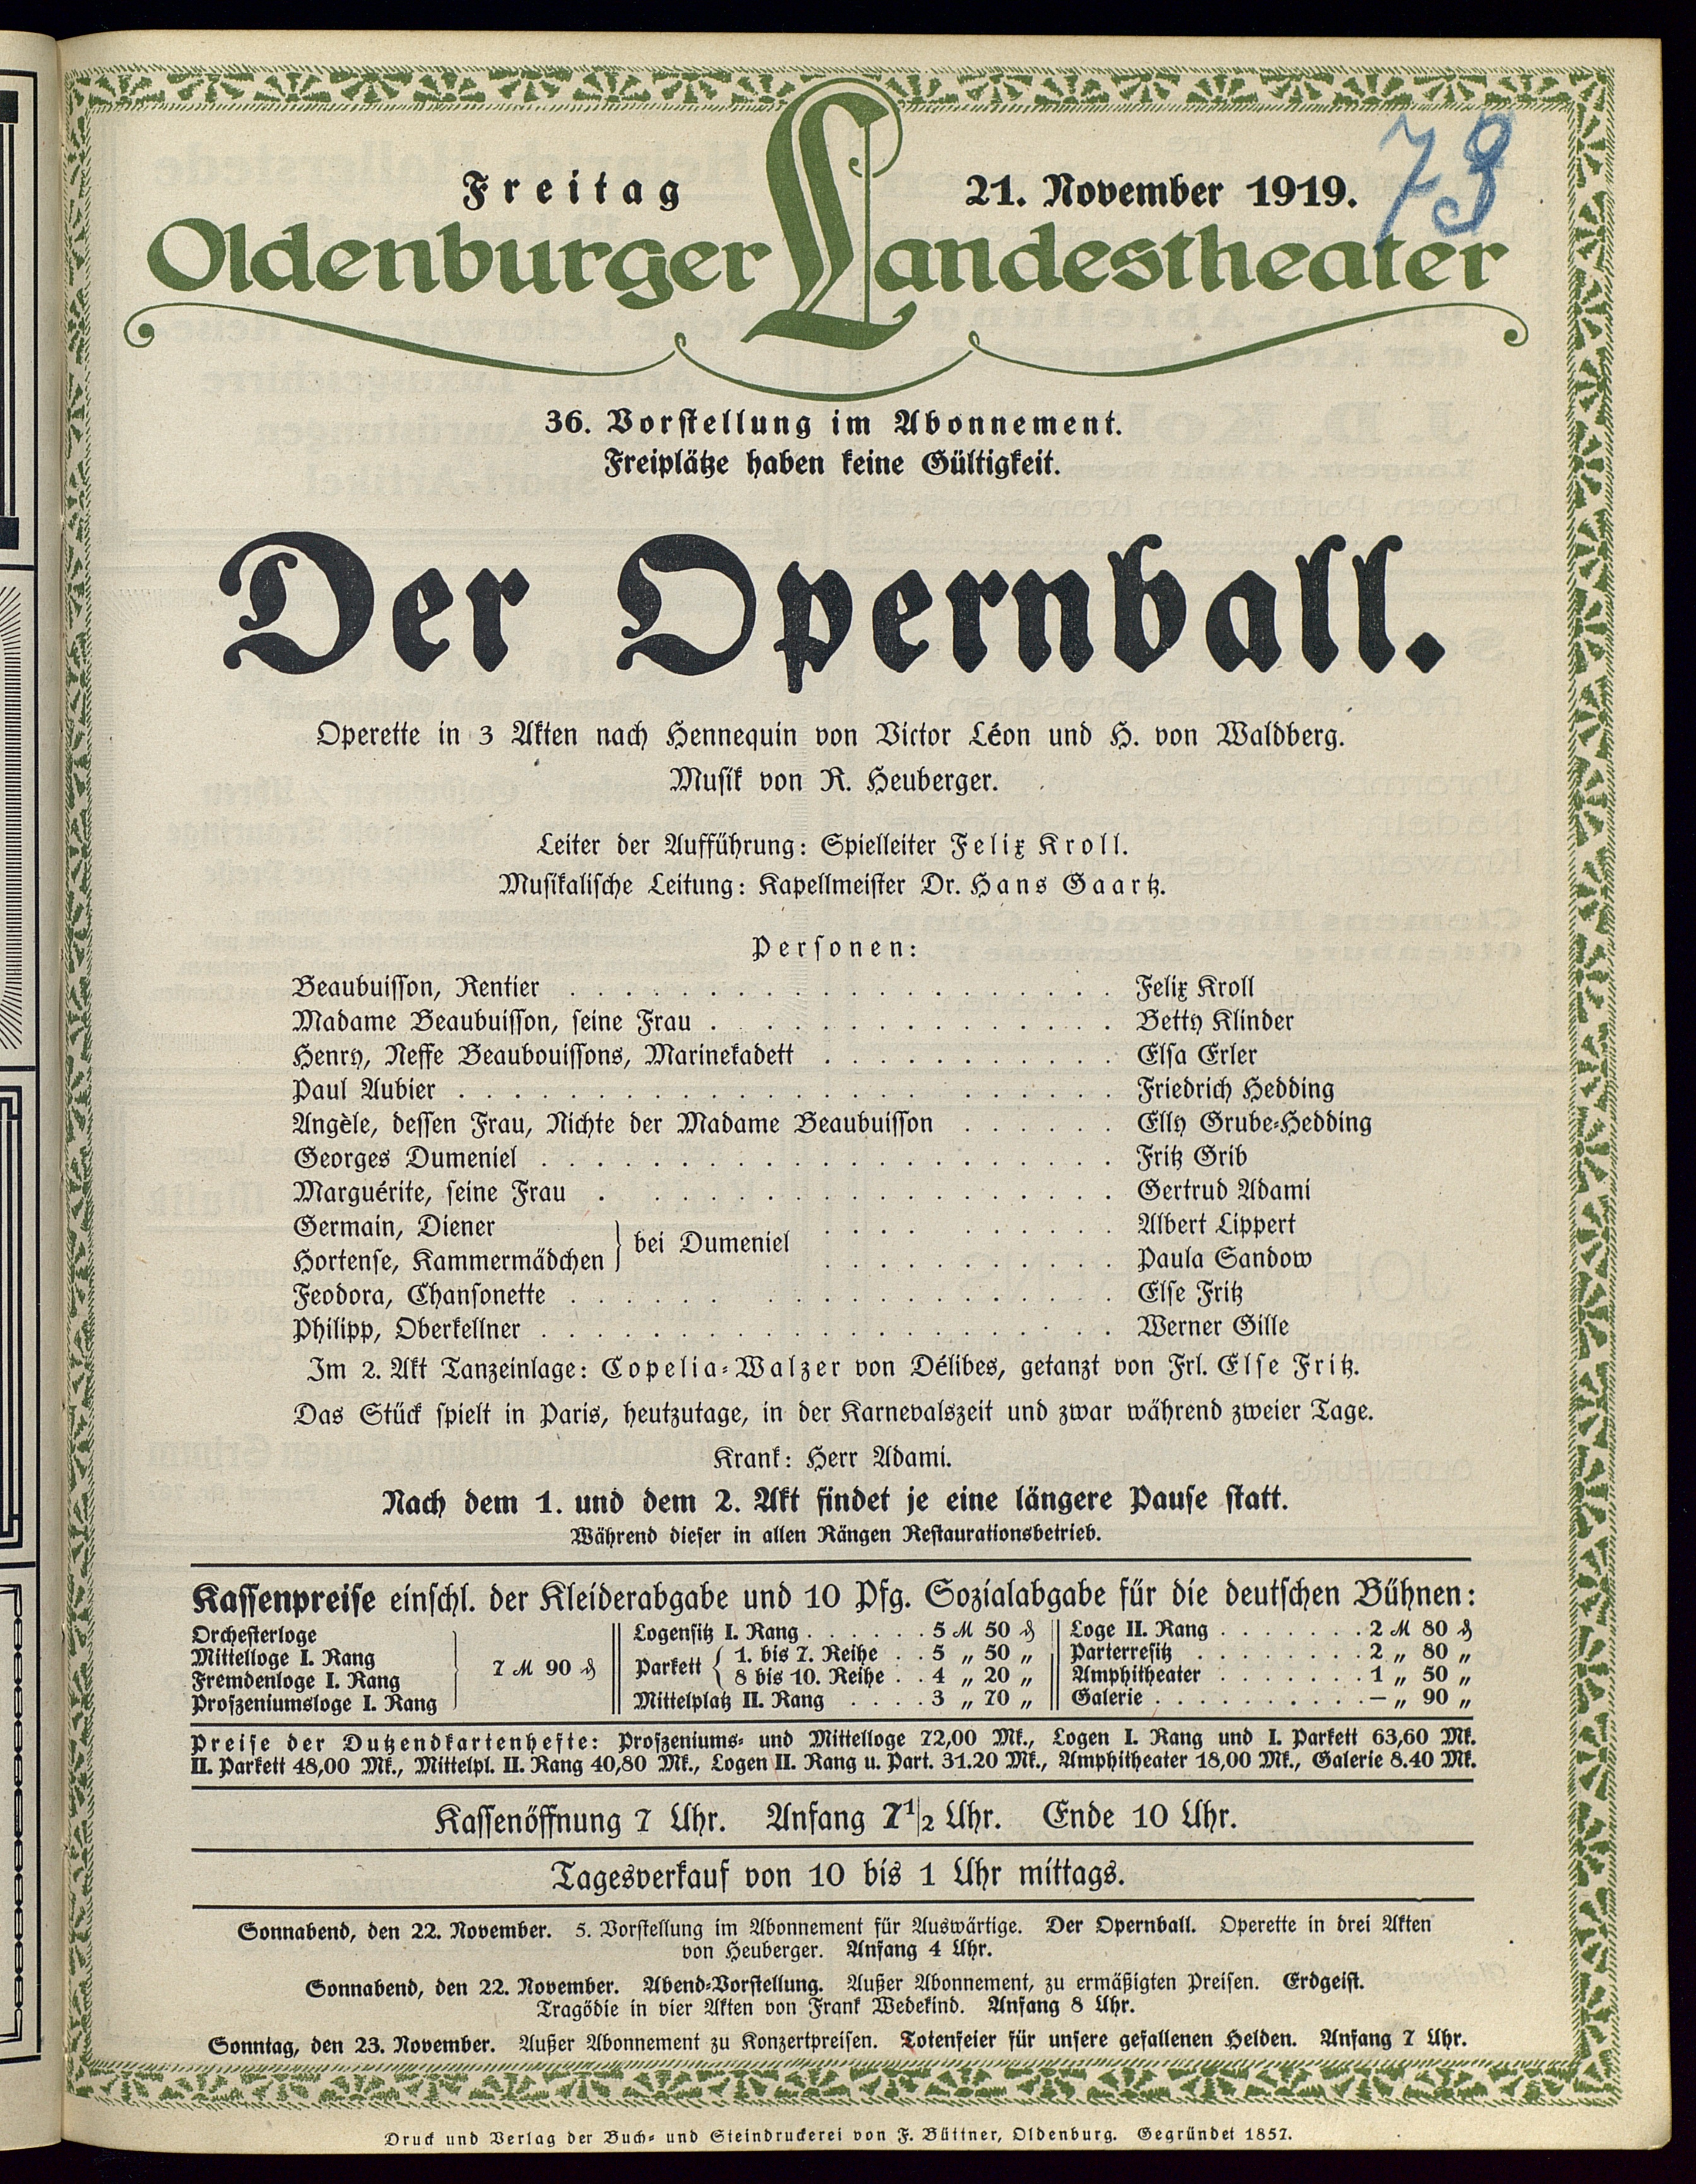 Freitag 21. November 1919.
Oldenburger Landestheater
36. Vorstellung im Abonnement.
Freiplätze haben keine Gültigkeit.
Der Opernball.
Operette in 3 Akten nach Hennequin von Victor Léon und H. von Waldberg.
Musik von R. Heuberger.
Leiter der Aufführung: Spielleiter Felix Kroll.
Musikalische Leitung: Kapellmeister Dr. Hans Gaartz.
Personen:
Beaubuisson, Rentier . . . . . . . . . . Felix Kroll
Madame Beaubuisson, seine Frau . . . . . . . . . . Betty Klinder
Henry, Neffe Beaubouissons, Marinekadett . . . . . . . . . . Elsa Erler
Paul Aubier . . . . . . . . . . Friedrich Hedding
Angèle, dessen Frau, Nichte der Madame Beaubuisson . . . . . . Elly Grube-Hedding
Georges Dumeniel . . . . . . . . . . Fritz Grib
Marguérite, seine Frau . . . . . . . . . . Gertrud Adami
Germain, Diener . . . . . . . . . . Albert Lippert
bei Dumeniel
Hortense, Kammermädchen . . . . . . . . . . Paula Sandow
Feodora, Chansonette . . . . . . . . . . Else Fritz
Philipp, Oberkellner . . . . . . . . . . Werner Gille
Im 2. Akt Tanzeinlage: Copelia-Walzer von Délibes, getanzt von Frl. Else Fritz.
Das Stück spielt in Paris, heutzutage, in der Karnevalszeit und zwar während zweier Tage.
Krank: Herr Adami.
Nach dem 1. und dem 2. Akt findet je eine längere Pause statt.
Während dieser in allen Rängen Restaurationsbetrieb.
Kassenpreise einschl. der Kleiderabgabe und 10 Pfg. Sozialabgabe für die deutschen Bühnen:
Orchesterloge
Mittelloge I. Rang
Fremdenloge I. Rang
Proszeniumsloge I. Rang
7 M 90 ₰
Logensitz I. Rang . . . . . . 5 M 50 ₰
Parkett { 1. bis 7. Reihe . . 5 „ 50 „
8 bis 10. Reihe . . 4 „ 20 „
Mittelplatz II. Rang . . . . 3 „ 70 „
Loge II. Rang . . . . . . . 2 M 80 ₰
Parterresitz . . . . . . . . 2 „ 80 „
Amphitheater . . . . . . . 1 „ 50 „
Galerie . . . . . . . . . . — „ 90 „
Preise der Dutzendkartenhefte: Proszeniums- und Mittelloge 72,00 Mk., Logen I. Rang und I. Parkett 63,60 Mk.
II. Parkett 48,00 Mk., Mittelpl. II. Rang 40,80 Mk., Logen II. Rang u. Part. 31.20 Mk., Amphitheater 18,00 Mk., Galerie 8.40 Mk.
Kassenöffnung 7 Uhr. Anfang 7 1/2 Uhr. Ende 10 Uhr.
Tagesverkauf von 10 bis 1 Uhr mittags.
Sonnabend, den 22. November. 5. Vorstellung im Abonnement für Auswärtige. Der Opernball. Operette in drei Akten
von Heuberger. Anfang 4 Uhr.
Sonnabend, den 22. November. Abend-Vorstellung. Außer Abonnement, zu ermäßigten Preisen. Erdgeist.
Tragödie in vier Akten von Frank Wedekind. Anfang 8 Uhr.
Sonntag, den 23. November. Außer Abonnement zu Konzertpreisen. Totenfeier für unsere gefallenen Helden. Anfang 7 Uhr.
Druck und Verlag der Buch- und Steindruckerei von F. Büttner, Oldenburg. Gegründet 1857.